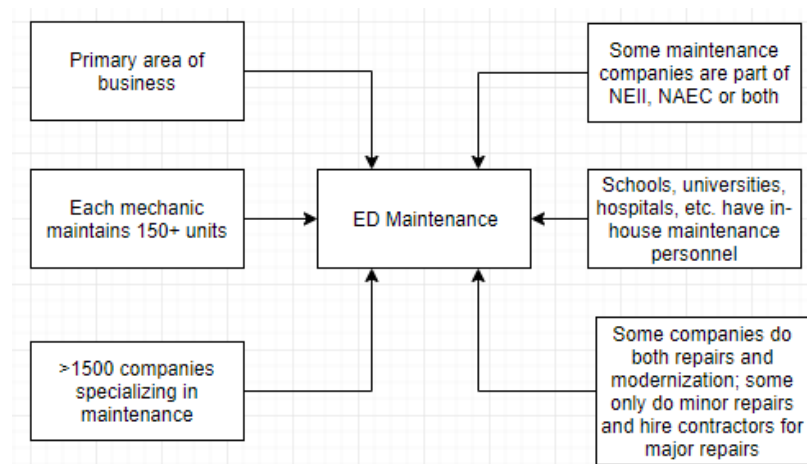 Primary area of
business
Some maintenance
companies are part of
NEII, NAEC or both
Each mechanic
maintains 150+ units
ED Maintenance
Schools, universities,
hospitals, etc. have in-
house maintenance
personnel
>1500 companies
specializing in
maintenance
Some companies do
both repairs and
modernization; some
only do minor repairs
and hire contractors for
major repairs